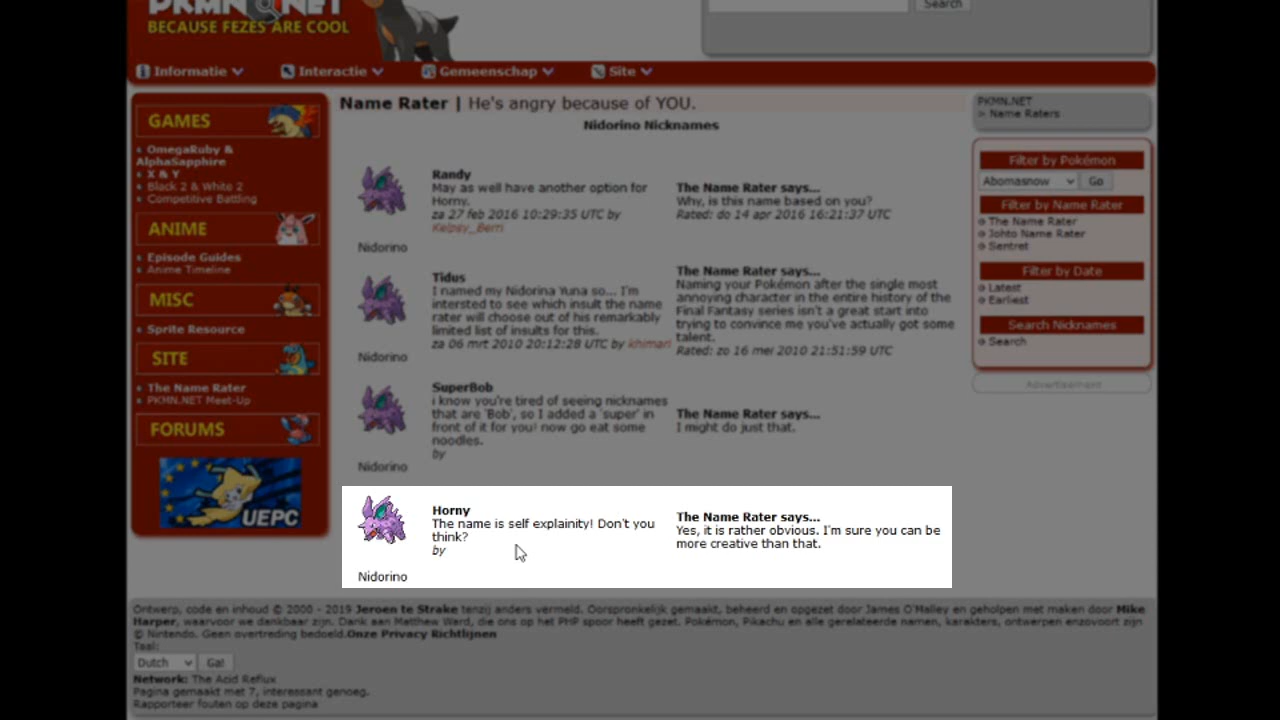 PKMN.NET
BECAUSE FEZES ARE COOL
Search
Informatie
Interactie
Gemeenschap
Site
GAMES
OmegaRuby &
AlphaSapphire
X & Y
Black 2 & White 2
Competitive Battling
ANIME
Episode Guides
Anime Timeline
MISC
Sprite Resource
SITE
The Name Rater
PKMN.NET Meet-Up
FORUMS
UEPC
Name Rater | He's angry because of YOU.
Nidorino Nicknames
Randy
May as well have another option for
Horny.
za 27 feb 2016 10:29:35 UTC by
Kelpsy_Berri
Nidorino
The Name Rater says...
Why, is this name based on you?
Rated: do 14 apr 2016 16:21:37 UTC
Tidus
I named my Nidorina Yuna so... I'm
intersted to see which insult the name
rater will choose out of his remarkably
limited list of insults for this.
za 06 mrt 2010 20:12:28 UTC by khimari
Nidorino
The Name Rater says...
Naming your Pokémon after the single most
annoying character in the entire history of the
Final Fantasy series isn't a great start into
trying to convince me you've actually got some
talent.
Rated: zo 16 mei 2010 21:51:59 UTC
SuperBob
i know you're tired of seeing nicknames
that are 'Bob', so I added a 'super' in
front of it for you! now go eat some
noodles.
by
Nidorino
The Name Rater says...
I might do just that.
Horny
The name is self explainity! Don't you
think?
by
Nidorino
The Name Rater says...
Yes, it is rather obvious. I'm sure you can be
more creative than that.
PKMN.NET
> Name Raters
Filter by Pokémon
Abomasnow
Go
Filter by Name Rater
The Name Rater
Johto Name Rater
Sentret
Filter by Date
Latest
Earliest
Search Nicknames
Search
Advertisement
Ontwerp, code en inhoud © 2000 - 2019 Jeroen te Strake tenzij anders vermeld. Oorspronkelijk gemaakt, beheerd en opgezet door James O'Malley en geholpen met maken door Mike
Harper, waarvoor we dankbaar zijn. Dank aan Matthew Ward, die ons op het PHP spoor heeft gezet. Pokémon, Pikachu en alle gerelateerde namen, karakters, ontwerpen enzovoort zijn
© Nintendo. Geen overtreding bedoeld.Onze Privacy Richtlijnen
Taal:
Dutch
Ga!
Network: The Acid Reflux
Pagina gemaakt met 7, interessant genoeg.
Rapporteer fouten op deze pagina